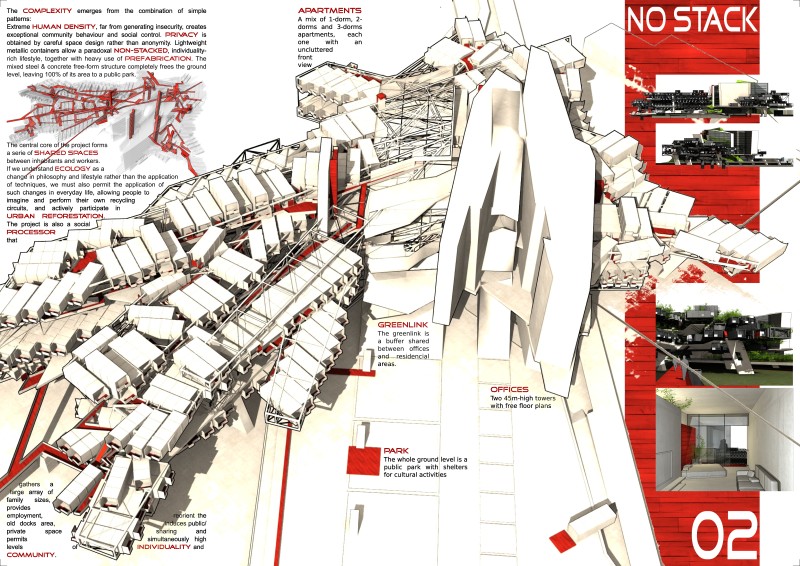 The COMPLEXITY emerges from the combination of simple
patterns:
Extreme HUMAN DENSITY, far from generating insecurity, creates
exceptional community behaviour and social control. PRIVACY is
obtained by careful space design rather than anonymity. Lightweight
metallic containers allow a paradoxal NON-STACKED, individuality-
rich lifestyle, together with heavy use of PREFABRICATION. The
mixed steel & concrete free-form structure completely frees the ground
level, leaving 100% of its area to a public park.
The central core of the project forms
a serie of SHARED SPACES
between inhabitants and workers.
If we understand ECOLOGY as a
change in philosophy and lifestyle rather than the application
of techniques, we must also permit the application of
such changes in everyday life, allowing people to
imagine and perform their own recycling
circuits, and actively participate in
URBAN REFORESTATION.
The project is also a social
PROCESSOR
that
gathers a
large array of
family sizes,
provides
employment,
old docks area,
private space
permits
levels of
COMMUNITY.
reorient the
induces public/
sharing and
simultaneously high
INDIVIDUALITY and
APARTMENTS
A mix of 1-dorm, 2-
dorms and 3-dorms
apartments, each
one with an
uncluttered
front
view
GREENLINK
The greenlink is
a buffer shared
between offices
and residencial
areas.
OFFICES
Two 45m-high towers
with free floor plans
PARK
The whole ground level is a
public park with shelters
for cultural activities
NO STACK
02